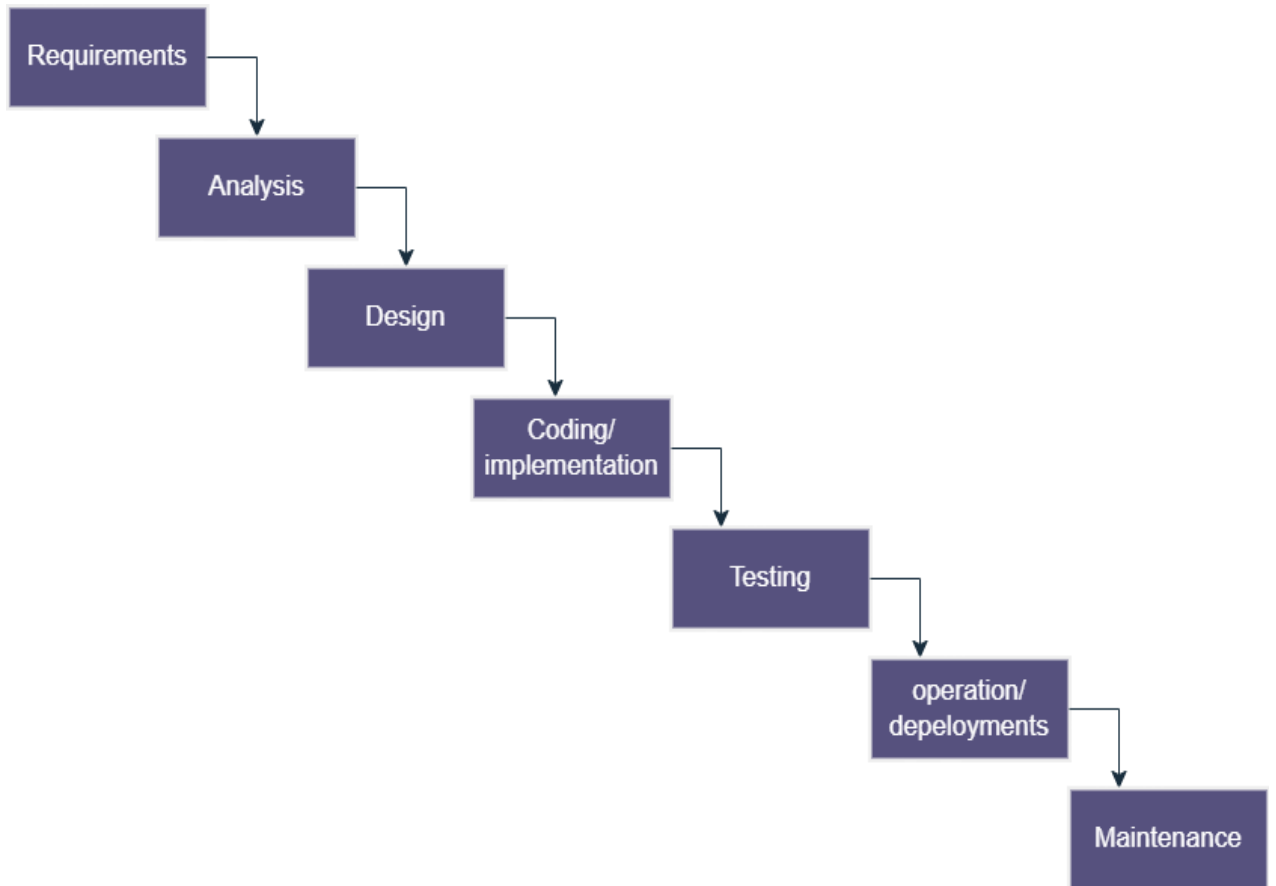 Requirements
Analysis
Design
Coding/
implementation
Testing
operation/
depeloyments
Maintenance